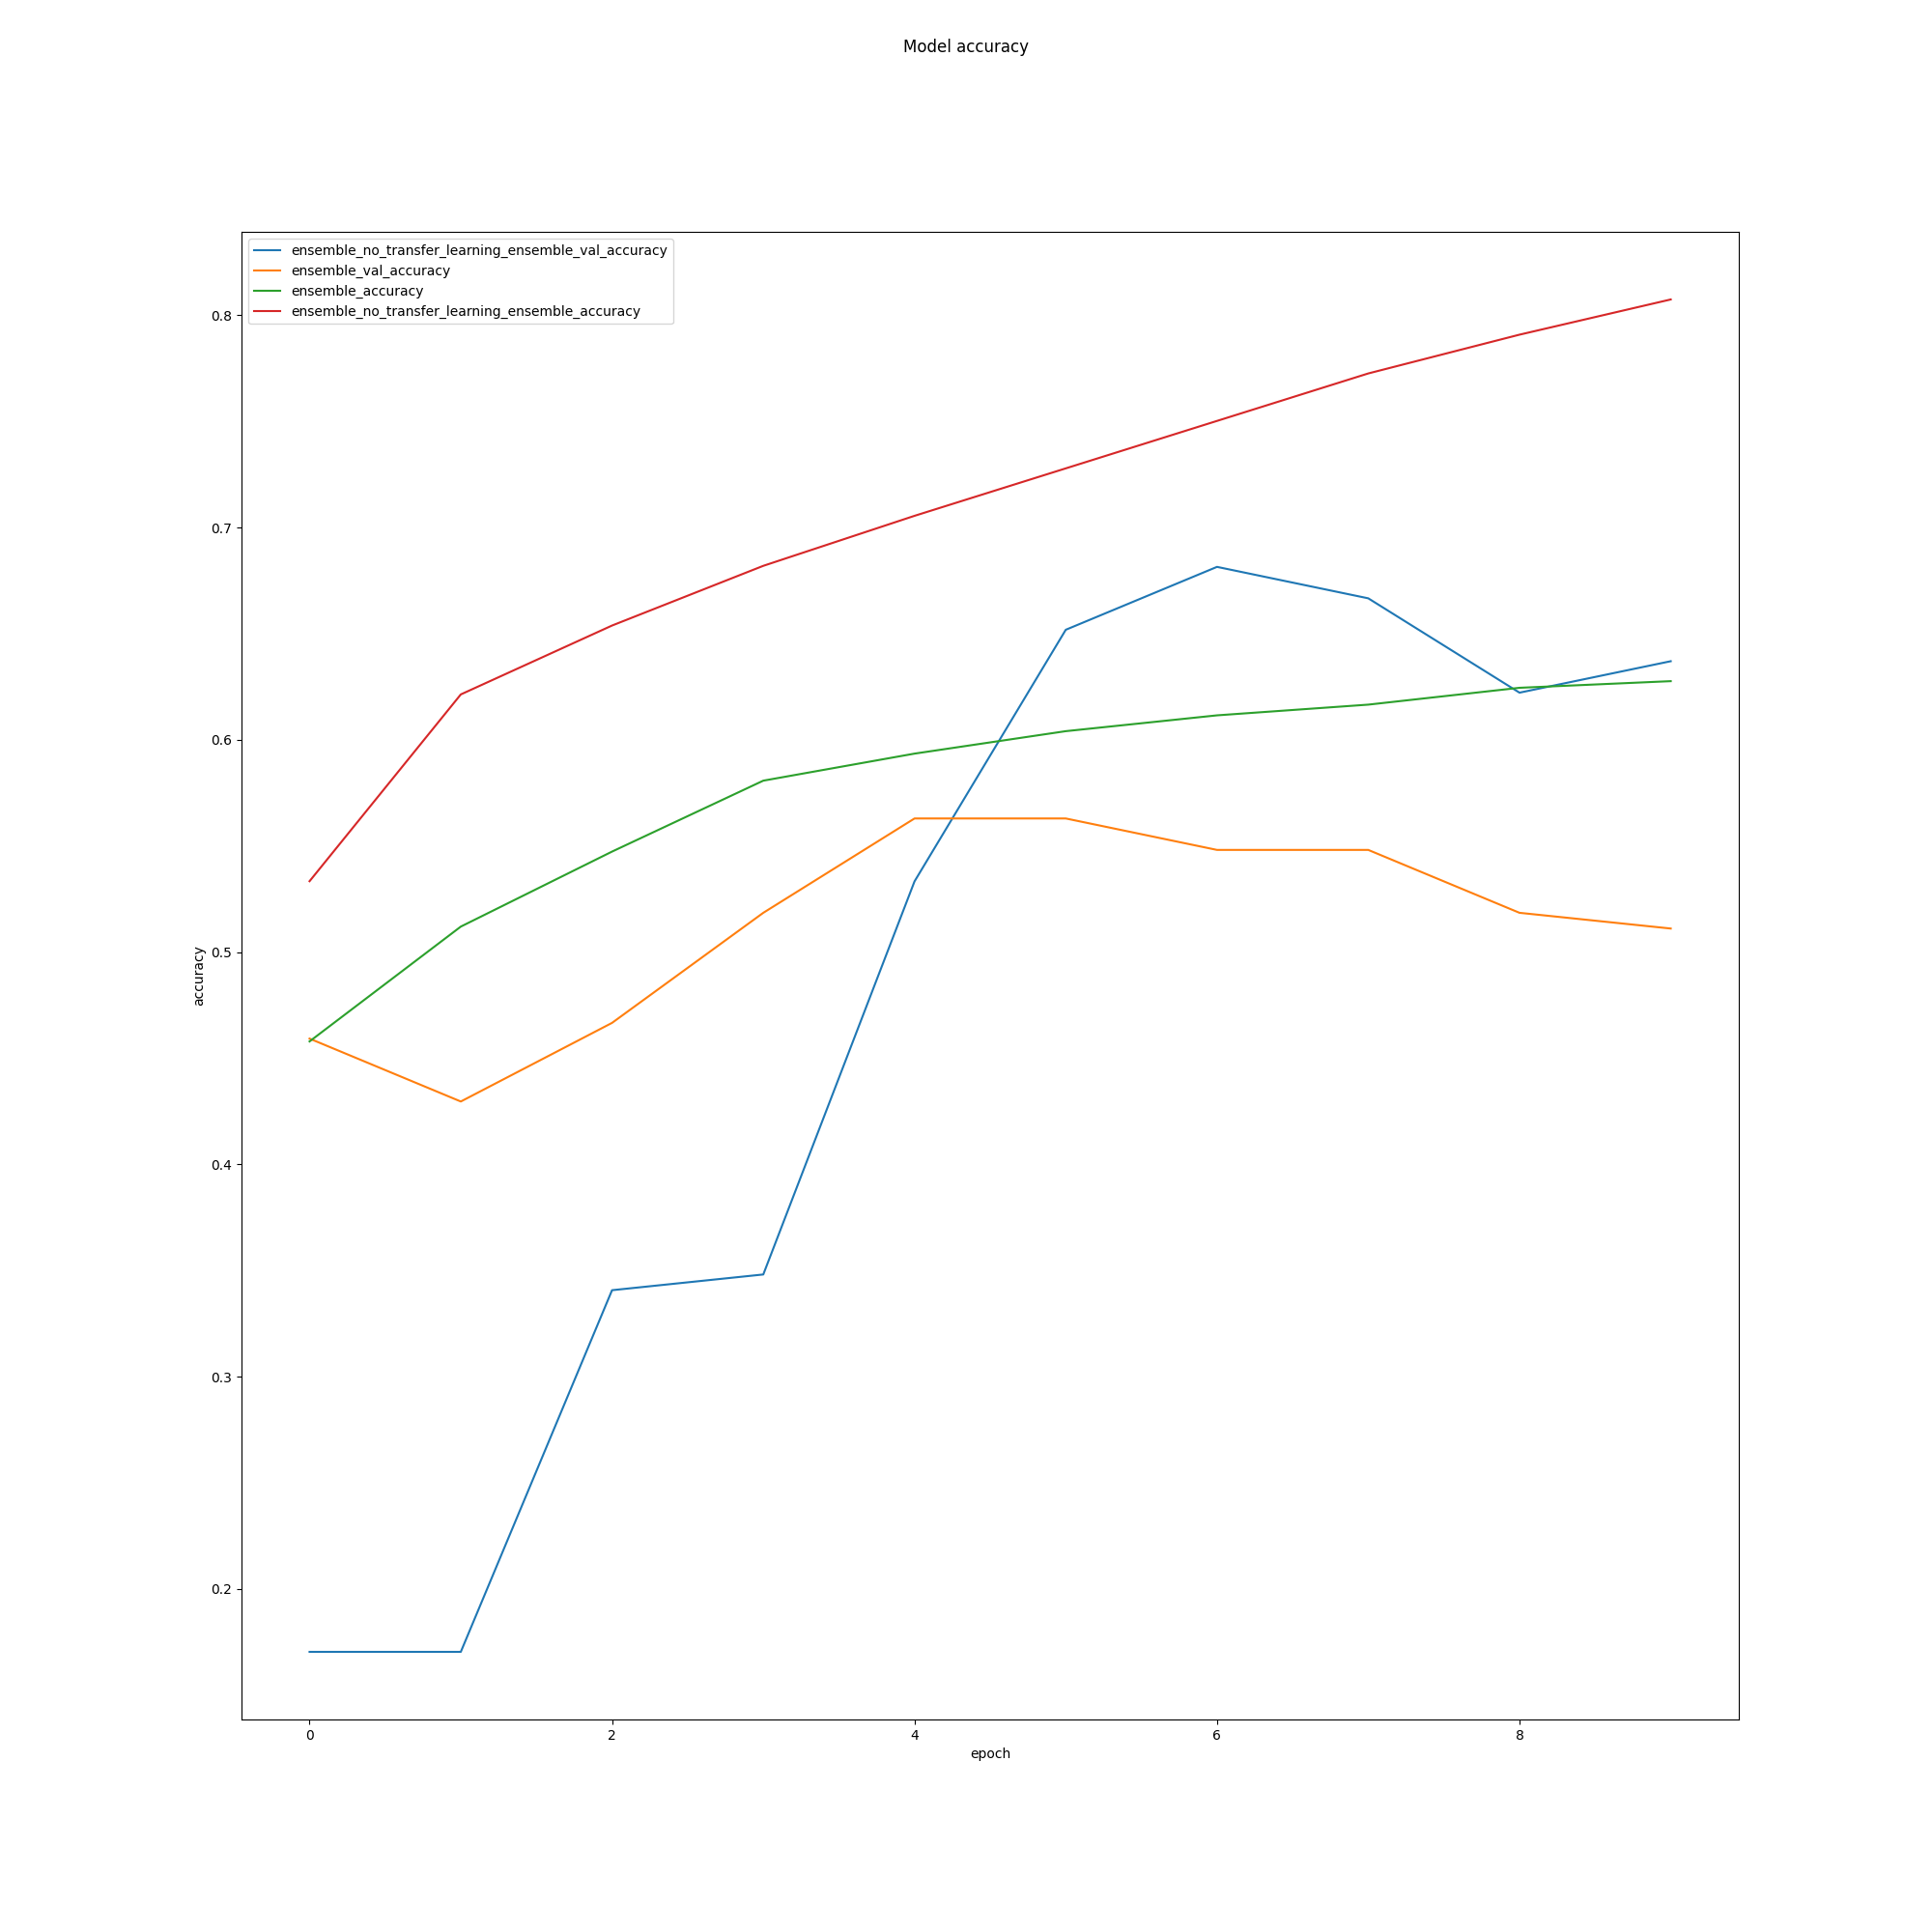 Model accuracy
ensemble_no_transfer_learning_ensemble_val_accuracy
ensemble_val_accuracy
ensemble_accuracy
ensemble_no_transfer_learning_ensemble_accuracy
0.8
0.7
0.6
0.5
0.4
0.3
0.2
accuracy
0 2 4 6 8
epoch